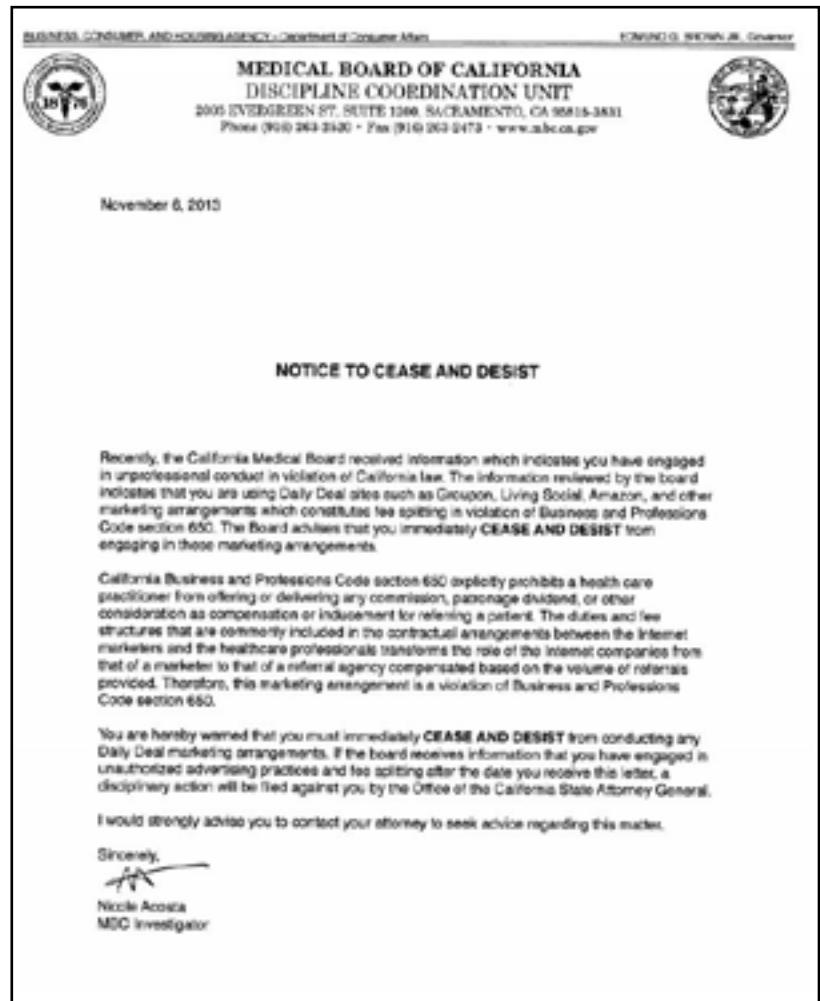 BUSINESS, CONSUMER, AND HOUSING AGENCY - Department of Consumer Affairs EDMUND G. BROWN JR., Governor
MEDICAL BOARD OF CALIFORNIA
DISCIPLINE COORDINATION UNIT
2005 EVERGREEN ST. SUITE 1200, SACRAMENTO, CA 95815-3831
Phone (916) 263-2473 · www.mbc.ca.gov
November 6, 2013
NOTICE TO CEASE AND DESIST
Recently, the California Medical Board received information which indicates you have engaged
in unprofessional conduct in violation of California law. The information reviewed by the board
indicates that you are using Daily Deal sites such as Groupon, Living Social, Amazon, and other
marketing arrangements which constitutes fee splitting in violation of Business and Professions
Code section 650. The Board advises that you immediately CEASE AND DESIST from
engaging in these marketing arrangements.
California Business and Professions Code section 650 explicitly prohibits a health care
practitioner from offering or delivering any commission, patronage dividend, or other
consideration as compensation or inducement for referring a patient. The duties and fee
structures that are commonly included in the contractual arrangements between the Internet
marketers and the healthcare professionals transforms the role of the Internet companies from
that of a marketer to that of a referral agency compensated based on the volume of referrals
provided. Therefore, this marketing arrangement is a violation of Business and Professions
Code section 650.
You are hereby warned that you must immediately CEASE AND DESIST from conducting any
Daily Deal marketing arrangements. If the board receives information that you have engaged in
unauthorized advertising practices and fee splitting after the date you receive this letter, a
disciplinary action will be filed against you by the Office of the California State Attorney General.
I would strongly advise you to contact your attorney to seek advice regarding this matter.
Sincerely,
Nicole Acosta
MBC Investigator